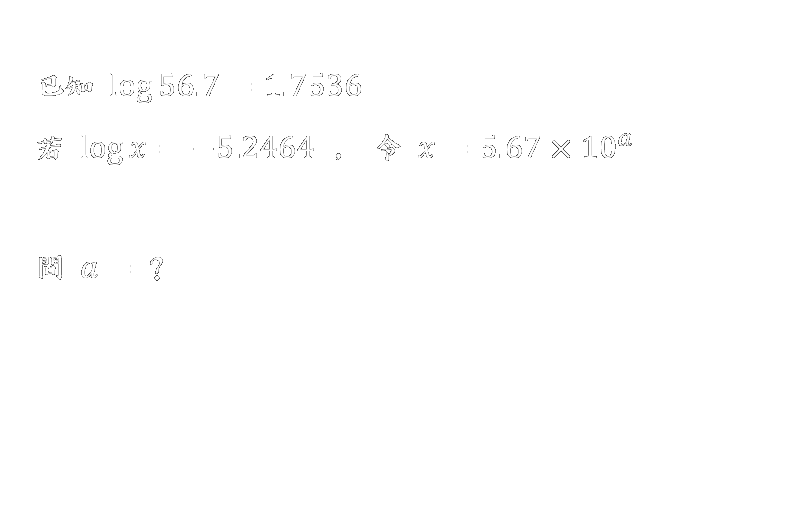 已知 log 56.7 = 1.7536
若 log x = -5.2464 , 令 x = 5.67 × 10^a
問 a = ?